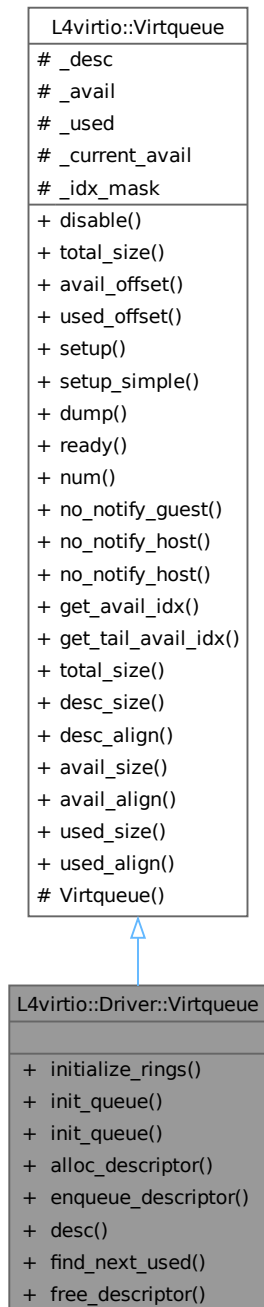 L4virtio::Virtqueue
# _desc
# _avail
# _used
# _current_avail
# _idx_mask
+ disable()
+ total_size()
+ avail_offset()
+ used_offset()
+ setup()
+ setup_simple()
+ dump()
+ ready()
+ num()
+ no_notify_guest()
+ no_notify_host()
+ no_notify_host()
+ get_avail_idx()
+ get_tail_avail_idx()
+ total_size()
+ desc_size()
+ desc_align()
+ avail_size()
+ avail_align()
+ used_size()
+ used_align()
# Virtqueue()
L4virtio::Driver::Virtqueue
+ initialize_rings()
+ init_queue()
+ init_queue()
+ alloc_descriptor()
+ enqueue_descriptor()
+ desc()
+ find_next_used()
+ free_descriptor()